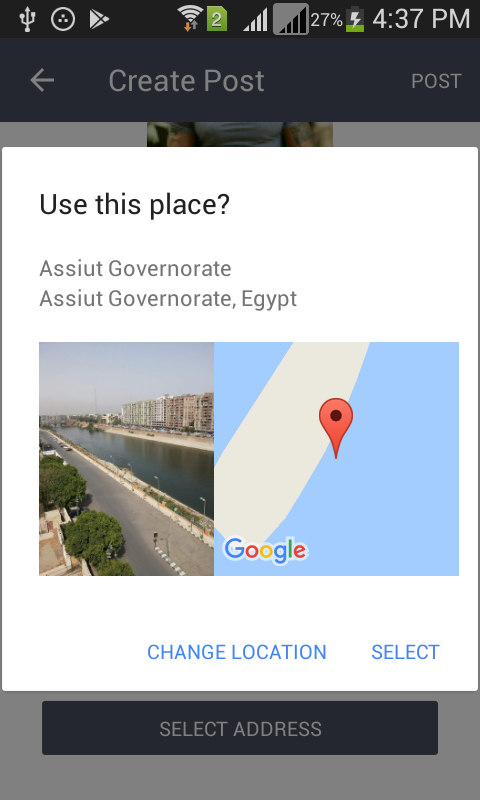 2
27%
4:37 PM
Create Post
POST
Use this place?
Assiut Governorate
Assiut Governorate, Egypt
Google
CHANGE LOCATION
SELECT
SELECT ADDRESS